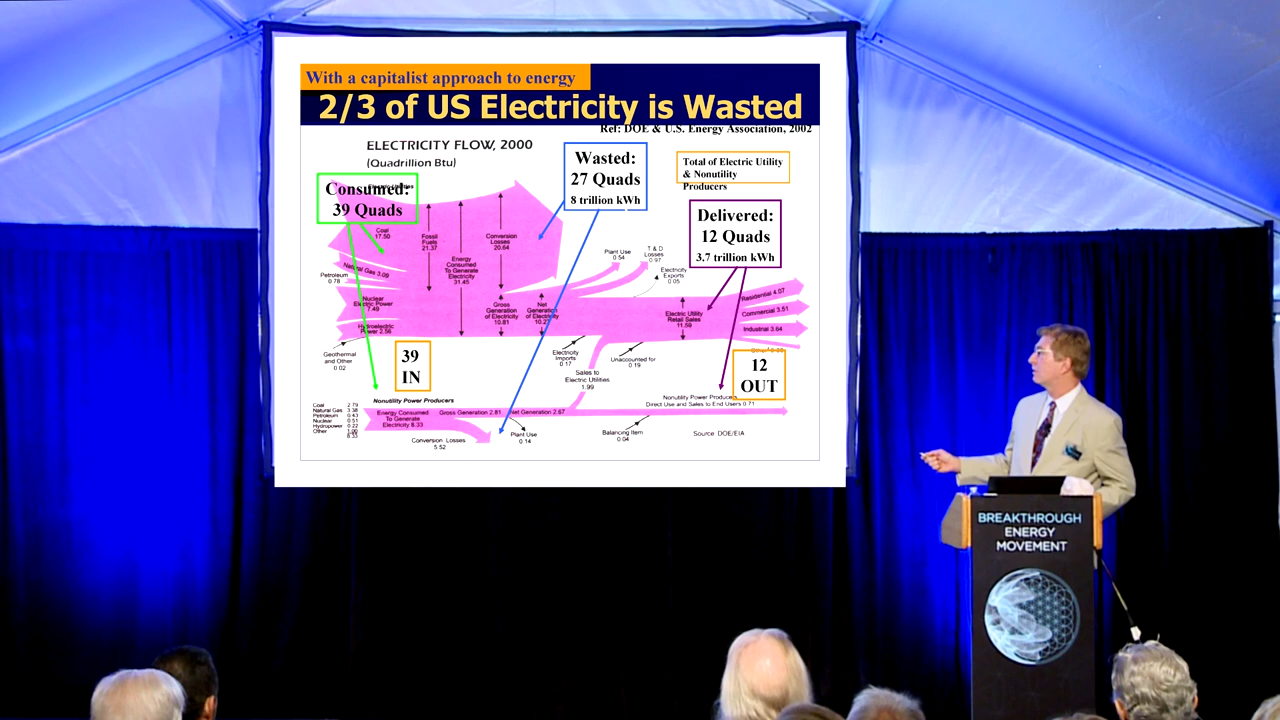 With a capitalist approach to energy
2/3 of US Electricity is Wasted
Ref: DOE & U.S. Energy Association, 2002
ELECTRICITY FLOW, 2000
(Quadrillion Btu)
Wasted:
27 Quads
8 trillion kWh
Total of Electric Utility
& Nonutility
Producers
Electric Utilities
Consumed:
39 Quads
Delivered:
12 Quads
3.7 trillion kWh
Coal
17.50
Fossil
Fuels
21.37
Conversion
Losses
20.64
Energy
Consumed
To Generate
Electricity
31.45
Natural Gas 3.09
Petroleum
0.78
Nuclear
Electric Power
7.49
Hydroelectric
Power 2.56
Geothermal
and Other
0.02
Gross
Generation
of Electricity
10.81
Net
Generation
of Electricity
10.27
Plant Use
0.54
T & D
Losses
0.97
Electricity
Exports
0.05
Electric Utility
Retail Sales
11.59
Residential 4.07
Commercial 3.51
Industrial 3.64
39
IN
Electricity
Imports
0.17
Unaccounted for
0.19
Sales to
Electric Utilities
1.99
12
OUT
Nonutility Power Producers
Direct Use and Sales to End Users 0.71
Nonutility Power Producers
Coal 2.79
Natural Gas 3.38
Petroleum 0.43
Nuclear 0.51
Hydropower 0.22
Other 1.00
8.33
Energy Consumed
To Generate
Electricity 8.33
Gross Generation 2.81
Net Generation 2.67
Conversion Losses
5.52
Plant Use
0.14
Balancing Item
0.04
Source: DOE/EIA
BREAKTHROUGH
ENERGY
MOVEMENT